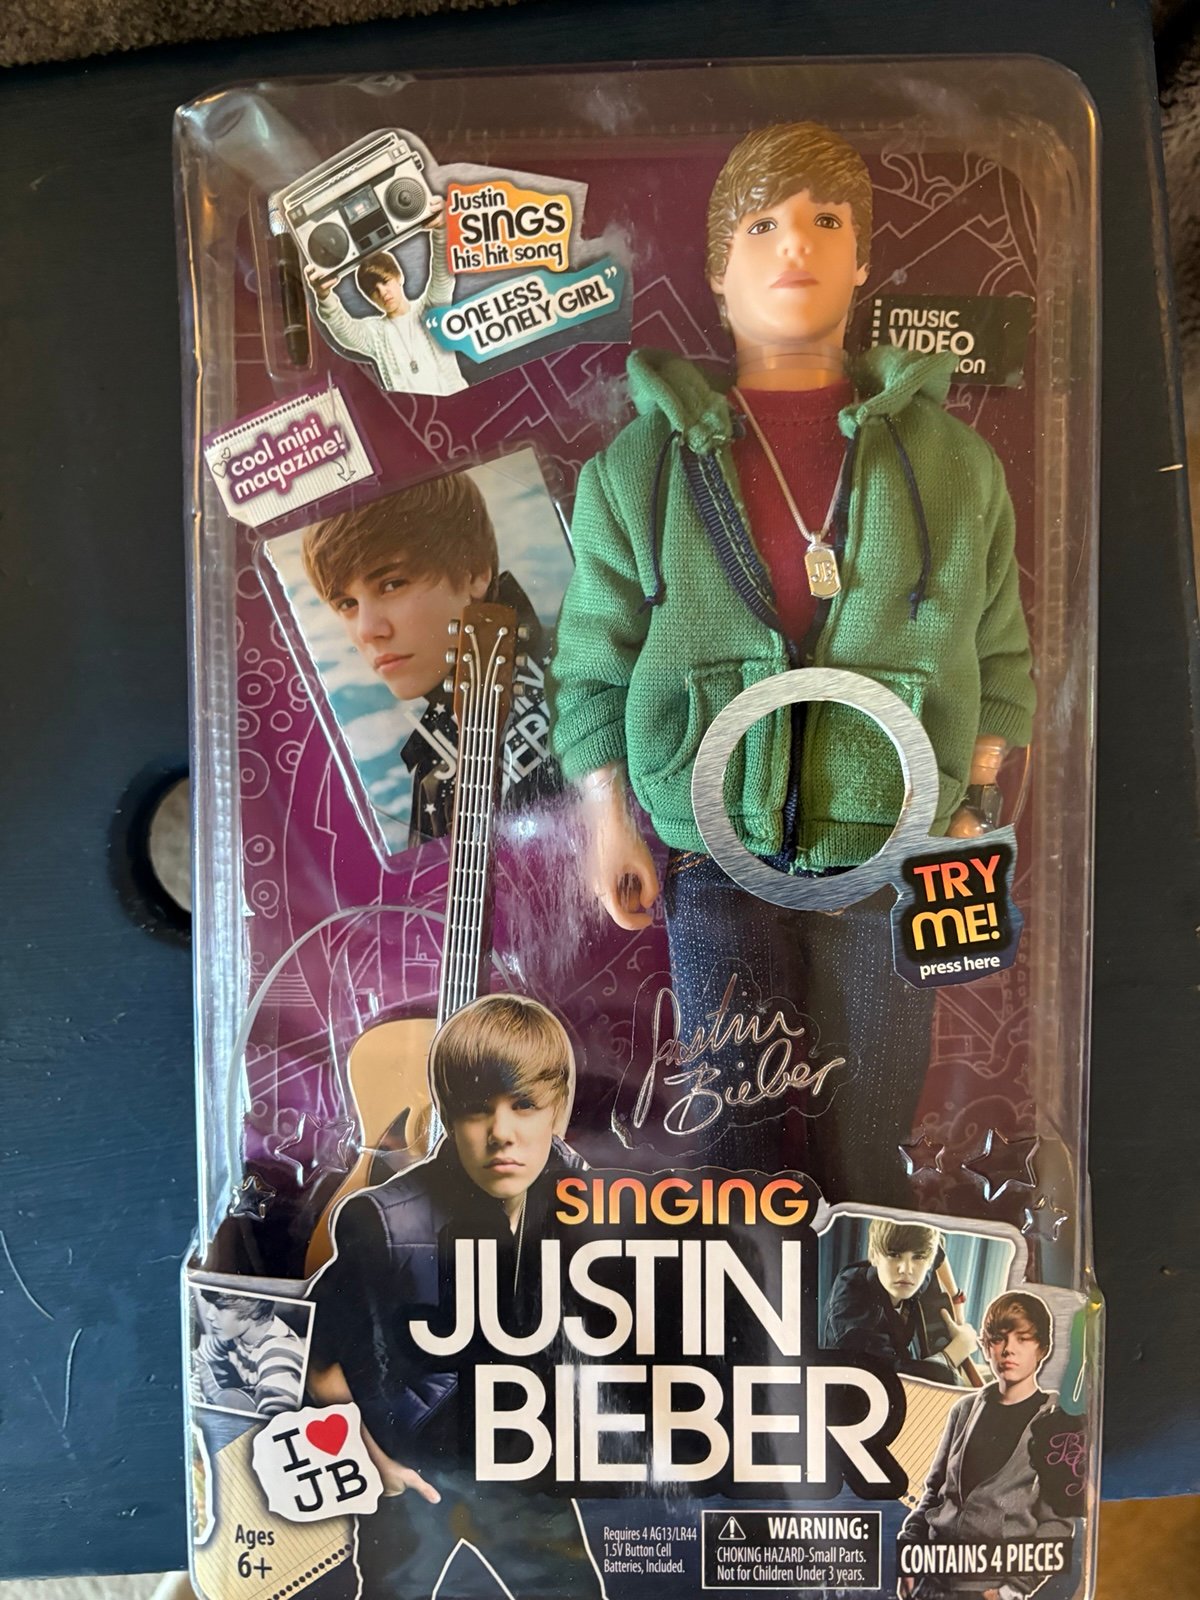 Justin
SINGS
his hit song
"ONE LESS
LONELY GIRL"
MUSIC
VIDEO
cool mini
magazine!
JB
TRY
ME!
press here
Justin
Bieber
SINGING
JUSTIN
BIEBER
I ♥
JB
Ages
6+
Requires 4 AG13/LR44
1.5V Button Cell
Batteries, Included.
⚠ WARNING:
CHOKING HAZARD-Small Parts.
Not for Children Under 3 years.
CONTAINS 4 PIECES